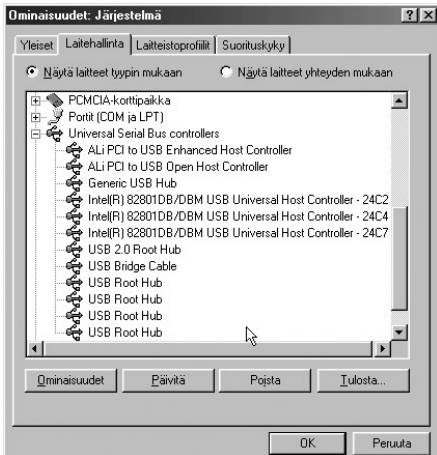 Ominaisuudet: Järjestelmä
Yleiset Laitehallinta Laitteistoprofiilit Suorituskyky
Näytä laitteet tyypin mukaan Näytä laitteet yhteyden mukaan
PCMCIA-korttipaikka
Portit (COM ja LPT)
Universal Serial Bus controllers
ALi PCI to USB Enhanced Host Controller
ALi PCI to USB Open Host Controller
Generic USB Hub
Intel(R) 82801DB/DBM USB Universal Host Controller - 24C2
Intel(R) 82801DB/DBM USB Universal Host Controller - 24C4
Intel(R) 82801DB/DBM USB Universal Host Controller - 24C7
USB 2.0 Root Hub
USB Bridge Cable
USB Root Hub
USB Root Hub
USB Root Hub
USB Root Hub
Ominaisuudet Päivitä Poista Tulosta...
OK Peruuta